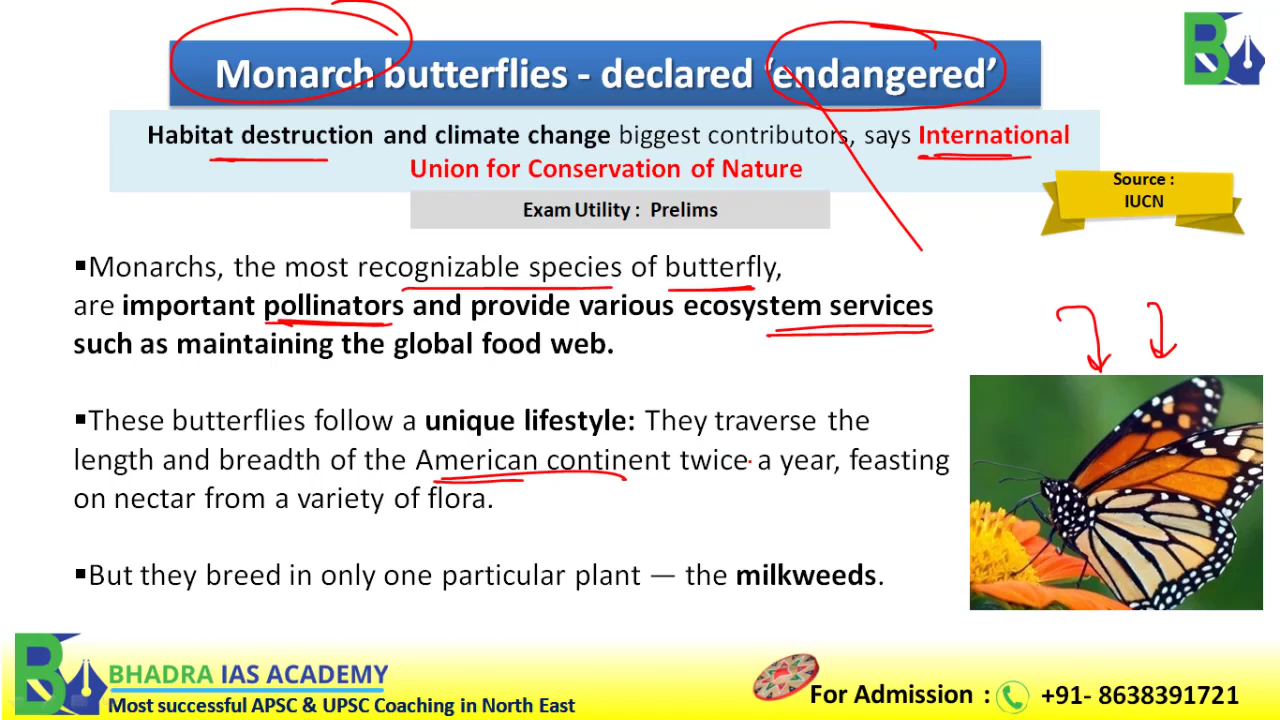 Monarch butterflies - declared ‘endangered’
Habitat destruction and climate change biggest contributors, says International
Union for Conservation of Nature
Exam Utility : Prelims
Source :
IUCN
▪Monarchs, the most recognizable species of butterfly,
are important pollinators and provide various ecosystem services
such as maintaining the global food web.
▪These butterflies follow a unique lifestyle: They traverse the
length and breadth of the American continent twice a year, feasting
on nectar from a variety of flora.
▪But they breed in only one particular plant — the milkweeds.
BHADRA IAS ACADEMY
Most successful APSC & UPSC Coaching in North East
For Admission : +91- 8638391721